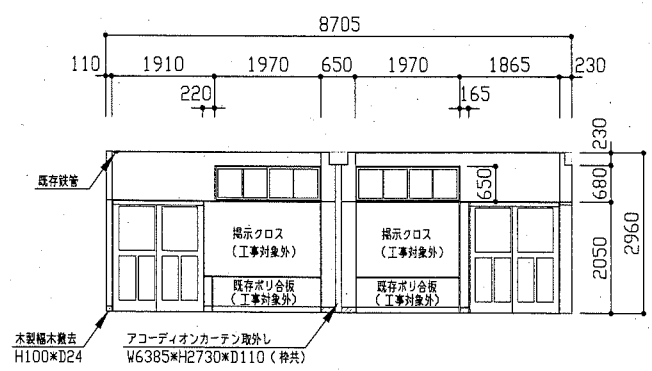 8705
110 1910 1970 650 1970 1865 230
220 165
230
既存鉄管
650
680
掲示クロス
(工事対象外)
掲示クロス
(工事対象外)
2050
2960
既存ポリ合板
(工事対象外)
既存ポリ合板
(工事対象外)
木製幅木撤去
H100*D24
アコーディオンカーテン取外し
W6385*H2730*D110(枠共)